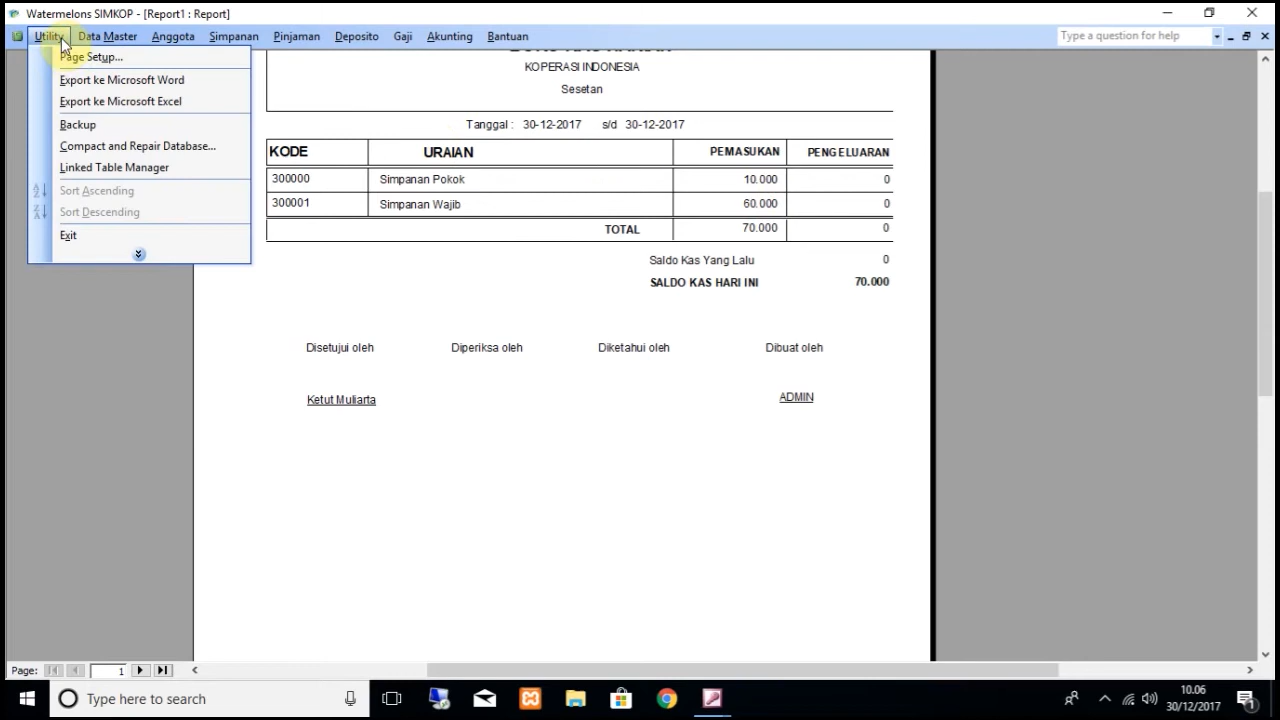 Watermelons SIMKOP - [Report1 : Report]
Utility Data Master Anggota Simpanan Pinjaman Deposito Gaji Akunting Bantuan Type a question for help
Page Setup...
Export ke Microsoft Word
Export ke Microsoft Excel
Backup
Compact and Repair Database...
Linked Table Manager
Sort Ascending
Sort Descending
Exit
KOPERASI INDONESIA
Sesetan
Tanggal : 30-12-2017 s/d 30-12-2017
KODE URAIAN PEMASUKAN PENGELUARAN
300000 Simpanan Pokok 10.000 0
300001 Simpanan Wajib 60.000 0
TOTAL 70.000 0
Saldo Kas Yang Lalu 0
SALDO KAS HARI INI 70.000
Disetujui oleh Diperiksa oleh Diketahui oleh Dibuat oleh
Ketut Muliarta ADMIN
Page: 1
Type here to search
10.06
30/12/2017
1